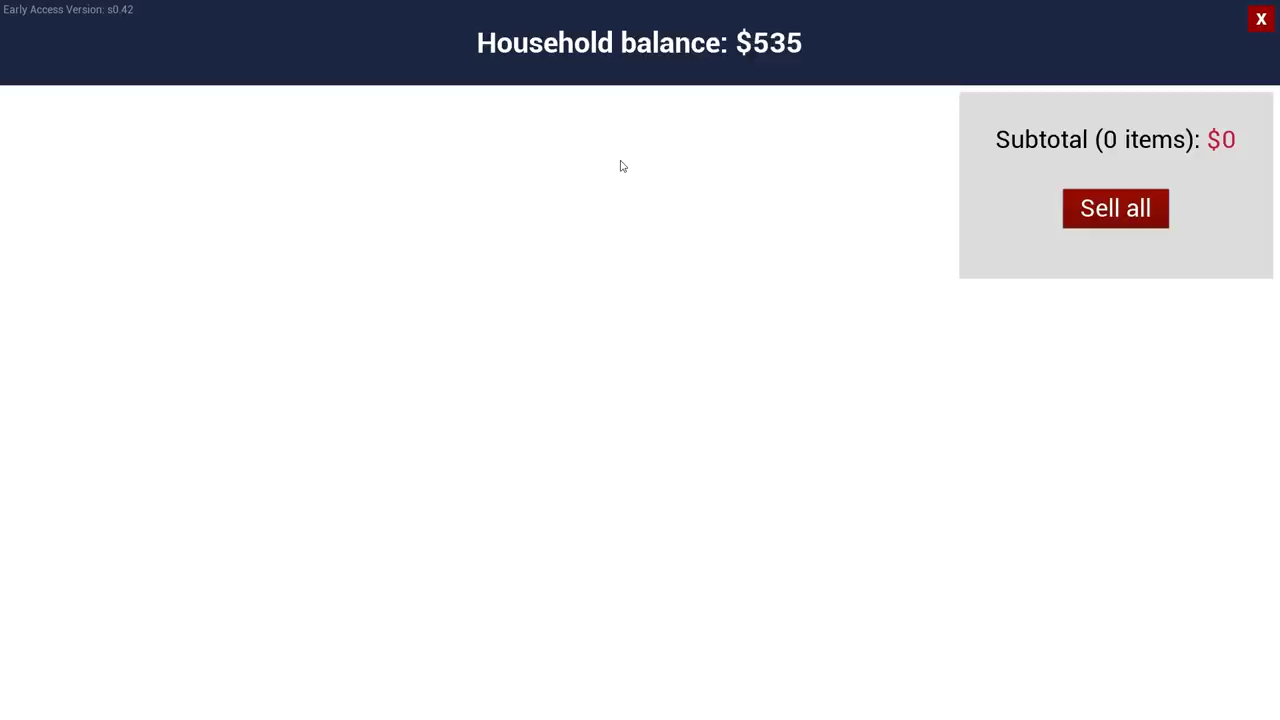 Early Access Version: s0.42
X
Household balance: $535
Subtotal (0 items): $0
Sell all